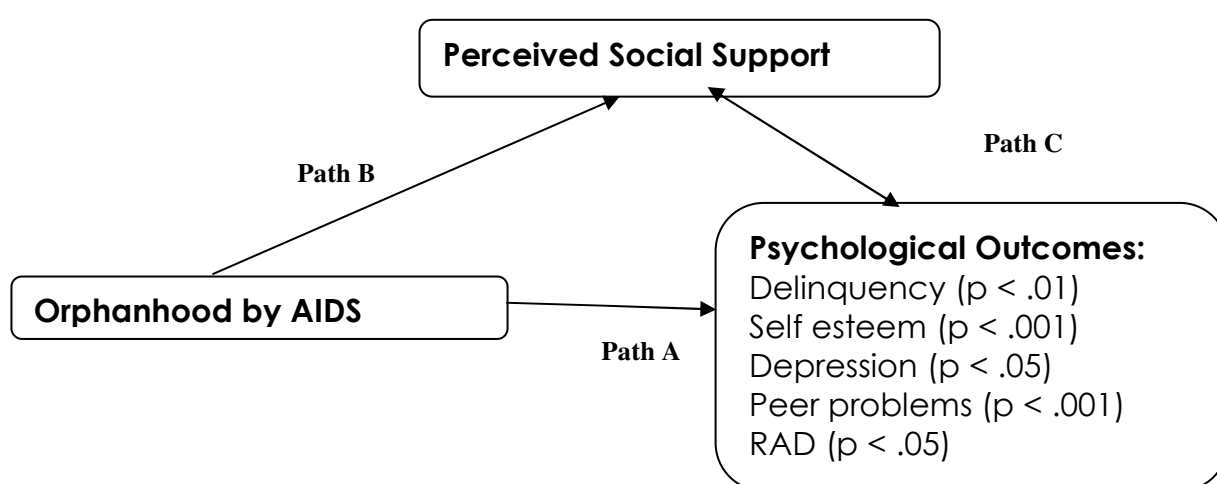 Perceived Social Support
Path C
Path B
Psychological Outcomes:
Delinquency (p < .01)
Self esteem (p < .001)
Depression (p < .05)
Peer problems (p < .001)
RAD (p < .05)
Orphanhood by AIDS
Path A